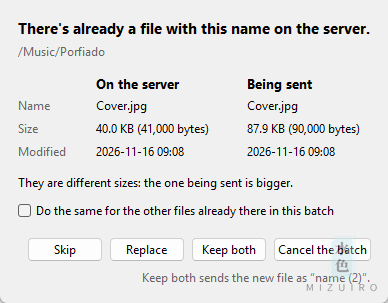 There's already a file with this name on the server.
/Music/Porfiado
On the server Being sent
Name Cover.jpg Cover.jpg
Size 40.0 KB (41,000 bytes) 87.9 KB (90,000 bytes)
Modified 2026-11-16 09:08 2026-11-16 09:08
They are different sizes: the one being sent is bigger.
Do the same for the other files already there in this batch
Skip Replace Keep both Cancel the batch
Keep both sends the new file as “name (2)”.
水色
MIZUIRO